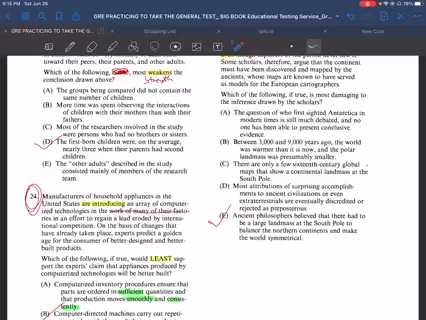 5:15 PM Sun Jun 26
GRE PRACTICING TO TAKE THE GENERAL TEST_ BIG BOOK Educational Testing Service_Gr
GRE PRACTICING TO TAKE THE GENERAL TEST_ BIG BOOK Educational Testing Service_G
Shopping List
New Com
toward their peers, their parents, and other adults.
Which of the following, most weakens the
conclusion drawn above?
(A) The groups being compared did not contain the
same number of children.
(B) More time was spent observing the interactions
of children with their mothers than with their
fathers.
(C) Most of the researchers involved in the study
were persons who had no brothers or sisters.
(D) The first-born children were, on the average,
nearly three when their parents had second
children.
(E) The "other adults" described in the study
consisted mainly of members of the research
team.
24. Manufacturers of household appliances in the
United States are introducing an array of computer-
ized technologies in the work of many of their facto-
ries in an effort to regain a lead eroded by inter-
national competition. On the basis of changes that
have already taken place, experts predict a golden
age for the consumer of better-designed and better-
built products.
Which of the following, if true, would LEAST sup-
port the experts' claim that appliances produced by
computerized technologies will be better built?
(A) Computerized inventory procedures ensure that
parts are ordered in sufficient quantities and
that production moves smoothly and consis-
tently.
(B) Computer-directed machines carry out repeti-
Some scholars, therefore, argue that the continent
must have been discovered and mapped by the
ancients, whose maps are known to have served
as models for the European cartographers.
Which of the following, if true, is most damaging to
the inference drawn by the scholars?
(A) The question of who first sighted Antarctica in
modern times is still much debated, and no
one has been able to present conclusive
evidence.
(B) Between 3,000 and 9,000 years ago, the world
was warmer than it is now, and the polar
landmass was presumably smaller.
(C) There are only a few sixteenth-century global
maps that show a continental landmass at the
South Pole.
(D) Most attributions of surprising accomplish-
ments to ancient civilizations or even
extraterrestrials are eventually discredited or
rejected as preposterous.
(E) Ancient philosophers believed that there had to
be a large landmass at the South Pole to
balance the northern continents and make
the world symmetrical.